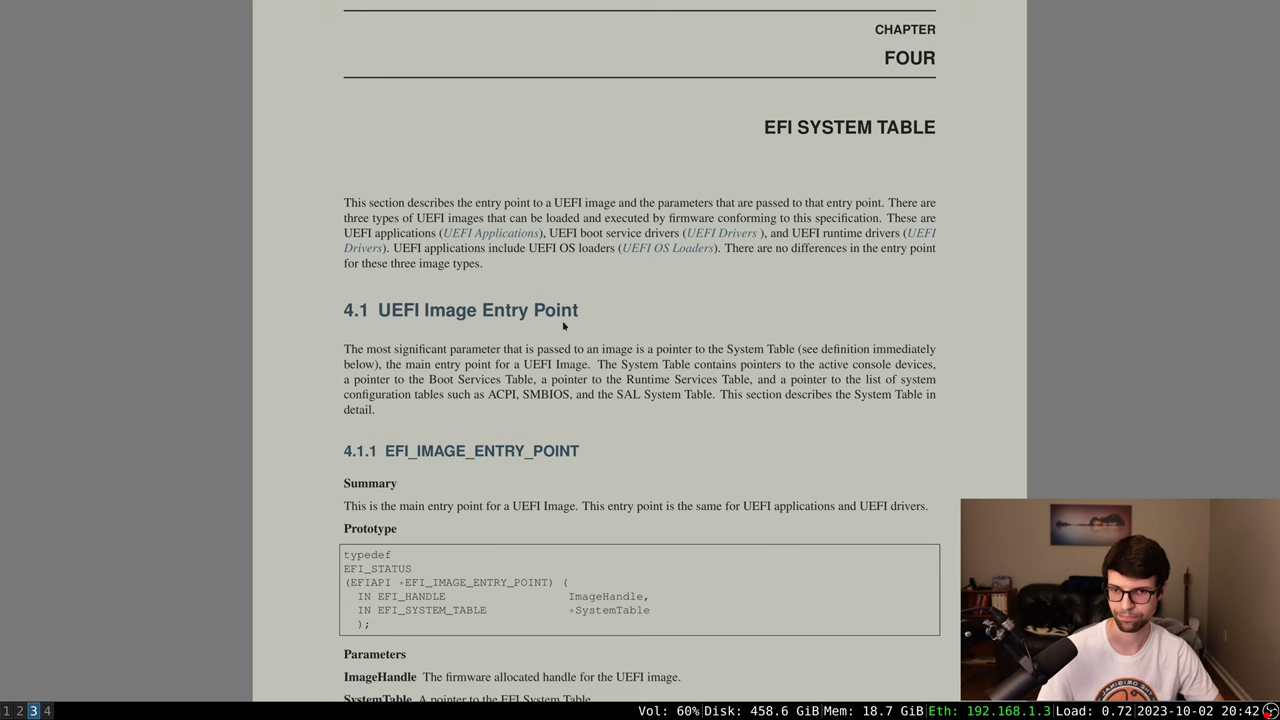 CHAPTER
FOUR
EFI SYSTEM TABLE
This section describes the entry point to a UEFI image and the parameters that are passed to that entry point. There are
three types of UEFI images that can be loaded and executed by firmware conforming to this specification. These are
UEFI applications (UEFI Applications), UEFI boot service drivers (UEFI Drivers ), and UEFI runtime drivers (UEFI
Drivers). UEFI applications include UEFI OS loaders (UEFI OS Loaders). There are no differences in the entry point
for these three image types.
4.1 UEFI Image Entry Point
The most significant parameter that is passed to an image is a pointer to the System Table (see definition immediately
below), the main entry point for a UEFI Image. The System Table contains pointers to the active console devices,
a pointer to the Boot Services Table, a pointer to the Runtime Services Table, and a pointer to the list of system
configuration tables such as ACPI, SMBIOS, and the SAL System Table. This section describes the System Table in
detail.
4.1.1 EFI_IMAGE_ENTRY_POINT
Summary
This is the main entry point for a UEFI Image. This entry point is the same for UEFI applications and UEFI drivers.
Prototype
typedef
EFI_STATUS
(EFIAPI *EFI_IMAGE_ENTRY_POINT) (
IN EFI_HANDLE ImageHandle,
IN EFI_SYSTEM_TABLE *SystemTable
);
Parameters
ImageHandle The firmware allocated handle for the UEFI image.
SystemTable A pointer to the EFI System Table.
1 2 3 4 Vol: 60% Disk: 458.6 GiB Mem: 18.7 GiB Eth: 192.168.1.3 Load: 0.72 2023-10-02 20:42